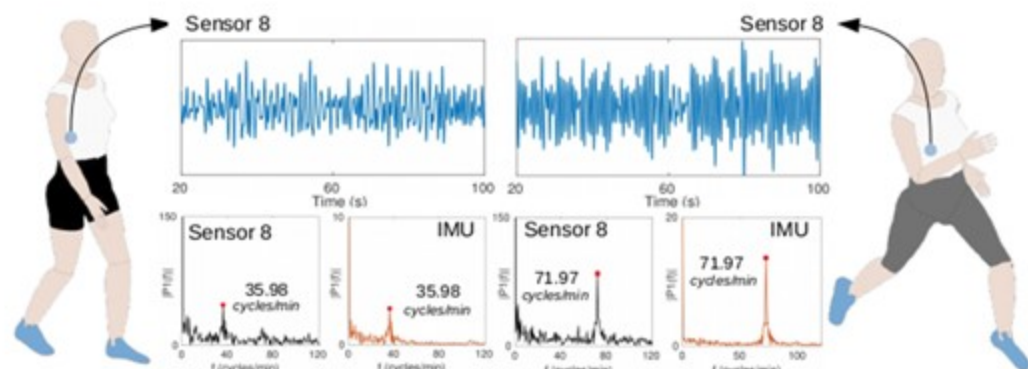 Sensor 8
Sensor 8
20 60 100
Time (s)
20 60 100
Time (s)
150
|P1(f)|
Sensor 8
35.98
cycles/min
0
0 40 80 120
f (cycles/min)
10
|P1(f)|
IMU
35.98
cycles/min
0
0 40 80 120
f (cycles/min)
150
|P1(f)|
Sensor 8
71.97
cycles/min
0
0 40 80 120
f (cycles/min)
20
|P1(f)|
IMU
71.97
cycles/min
0
0 50 100
f (cycles/min)